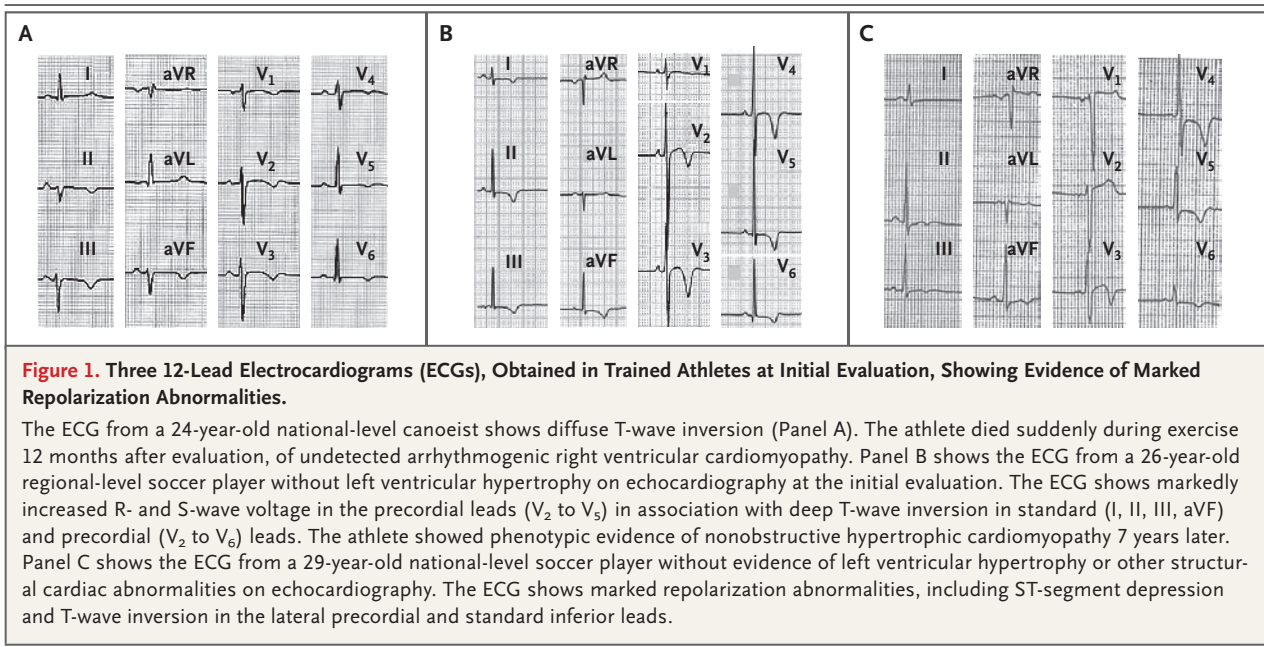 A
I
aVR
V₁
V₄
II
aVL
V₂
V₅
III
aVF
V₃
V₆
B
I
aVR
V₁
V₄
II
aVL
V₂
V₅
III
aVF
V₃
V₆
C
I
aVR
V₁
V₄
II
aVL
V₂
V₅
III
aVF
V₃
V₆
Figure 1. Three 12-Lead Electrocardiograms (ECGs), Obtained in Trained Athletes at Initial Evaluation, Showing Evidence of Marked
Repolarization Abnormalities.
The ECG from a 24-year-old national-level canoeist shows diffuse T-wave inversion (Panel A). The athlete died suddenly during exercise
12 months after evaluation, of undetected arrhythmogenic right ventricular cardiomyopathy. Panel B shows the ECG from a 26-year-old
regional-level soccer player without left ventricular hypertrophy on echocardiography at the initial evaluation. The ECG shows markedly
increased R- and S-wave voltage in the precordial leads (V₂ to V₅) in association with deep T-wave inversion in standard (I, II, III, aVF)
and precordial (V₂ to V₆) leads. The athlete showed phenotypic evidence of nonobstructive hypertrophic cardiomyopathy 7 years later.
Panel C shows the ECG from a 29-year-old national-level soccer player without evidence of left ventricular hypertrophy or other structur-
al cardiac abnormalities on echocardiography. The ECG shows marked repolarization abnormalities, including ST-segment depression
and T-wave inversion in the lateral precordial and standard inferior leads.